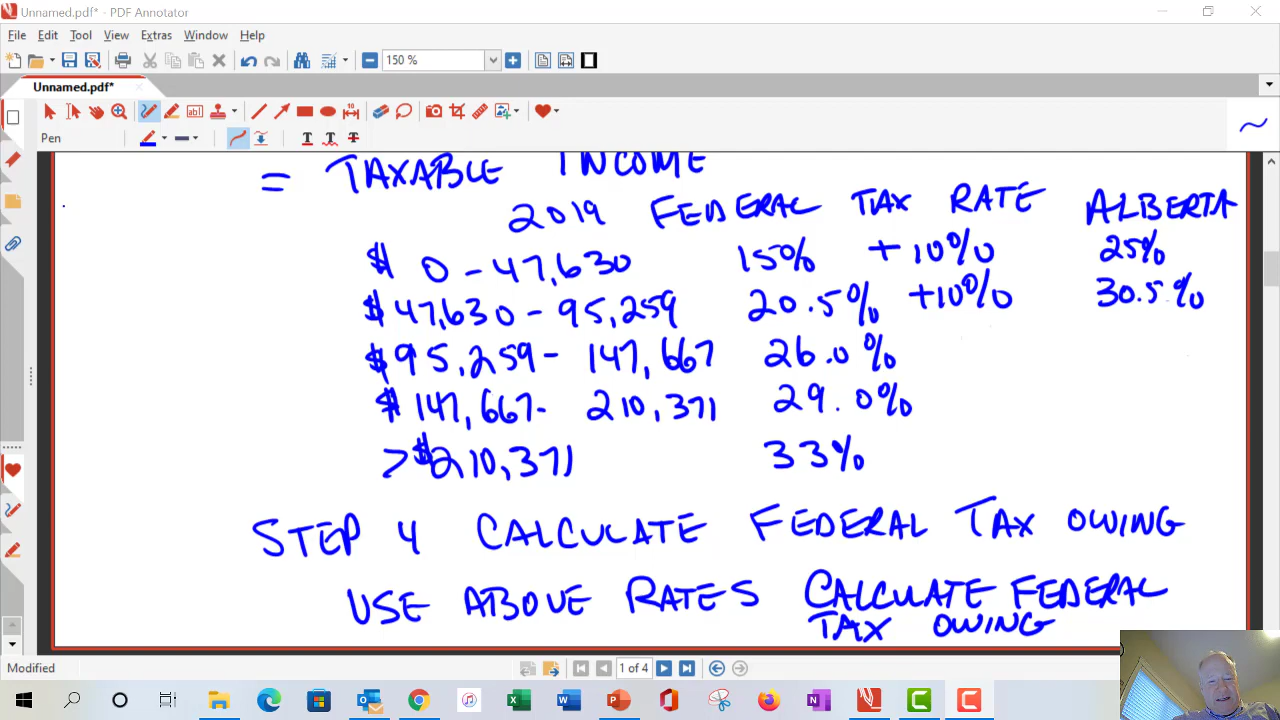 Unnamed.pdf* - PDF Annotator
File Edit Tool View Extras Window Help
150 %
Unnamed.pdf*
Pen
= TAXABLE INCOME
2019 FEDERAL TAX RATE ALBERTA
$ 0 - 47,630 15% + 10% 25%
$47,630 - 95,259 20.5% +10% 30.5%
$95,259- 147,667 26.0%
$147,667- 210,371 29.0%
>$210,371 33%
STEP 4 CALCULATE FEDERAL TAX OWING
USE ABOVE RATES CALCULATE FEDERAL
TAX OWING
Modified
1 of 4